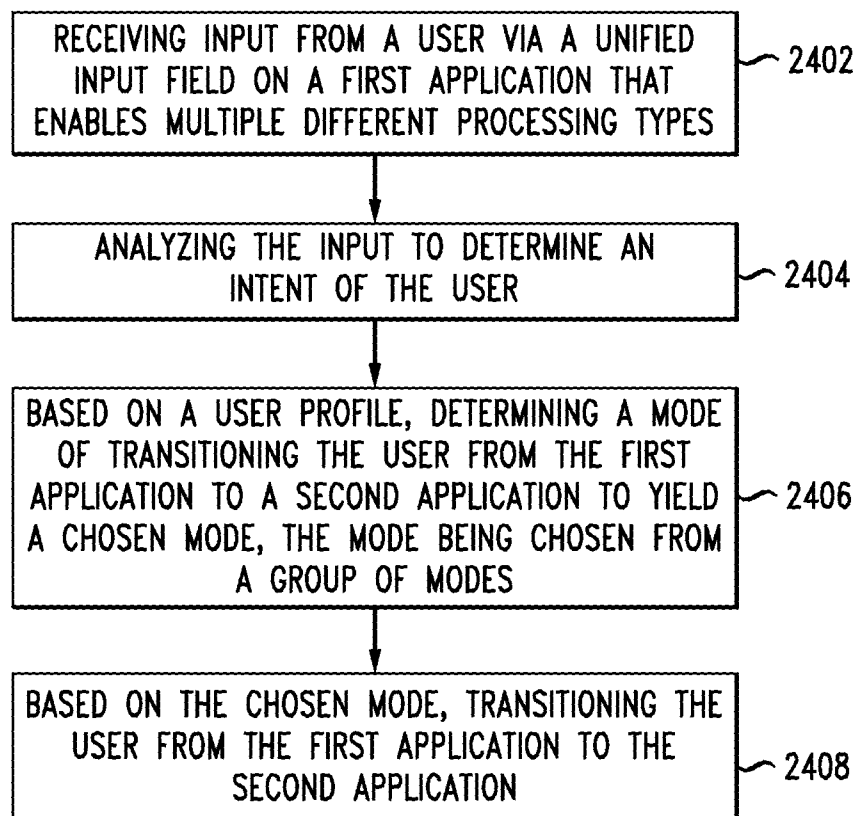 RECEIVING INPUT FROM A USER VIA A UNIFIED
INPUT FIELD ON A FIRST APPLICATION THAT
ENABLES MULTIPLE DIFFERENT PROCESSING TYPES
2402
ANALYZING THE INPUT TO DETERMINE AN
INTENT OF THE USER
2404
BASED ON A USER PROFILE, DETERMINING A MODE
OF TRANSITIONING THE USER FROM THE FIRST
APPLICATION TO A SECOND APPLICATION TO YIELD
A CHOSEN MODE, THE MODE BEING CHOSEN FROM
A GROUP OF MODES
2406
BASED ON THE CHOSEN MODE, TRANSITIONING THE
USER FROM THE FIRST APPLICATION TO THE
SECOND APPLICATION
2408